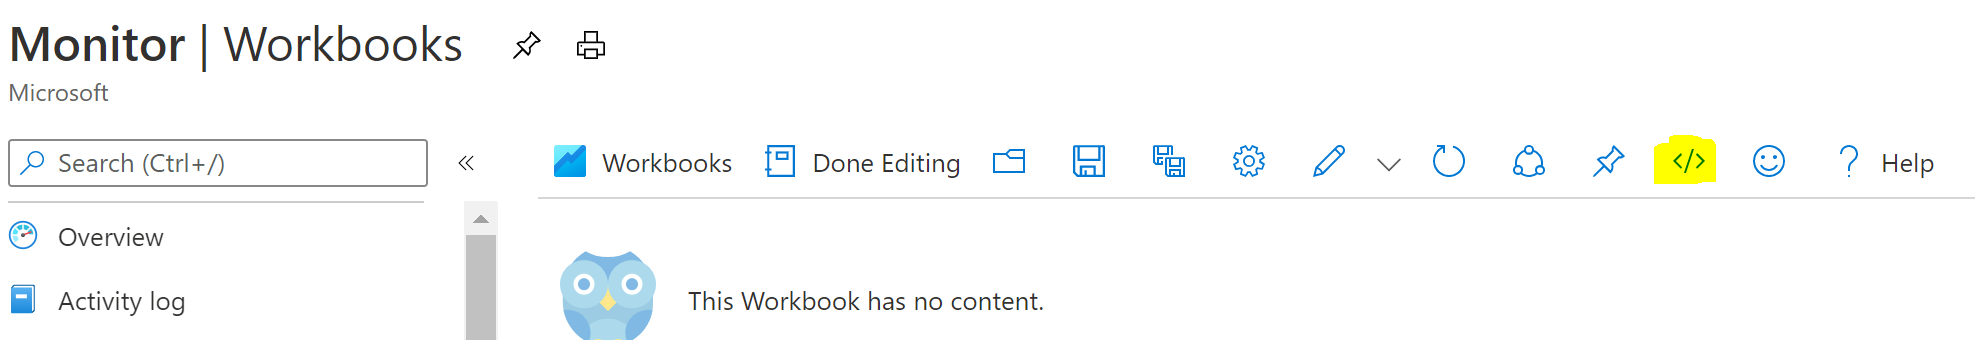 Monitor | Workbooks
Microsoft
Search (Ctrl+/)
«
Workbooks
Done Editing
</>
Help
Overview
Activity log
This Workbook has no content.